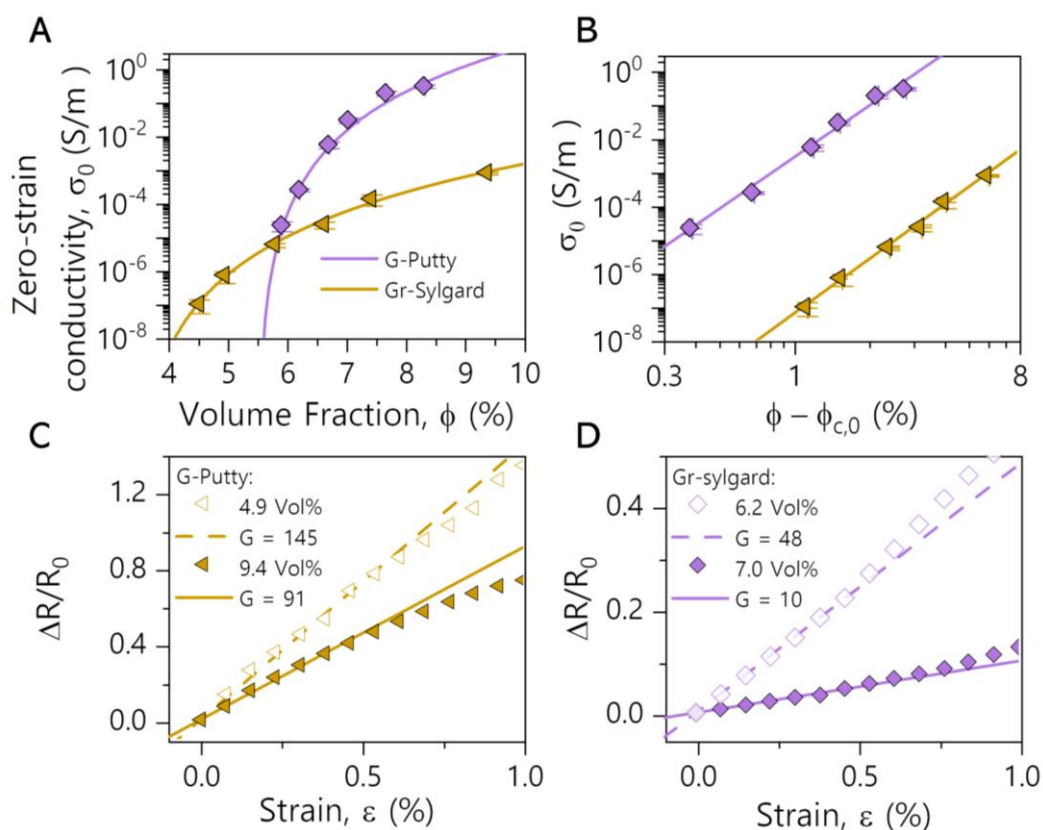 A
Zero-strain
conductivity, σ0 (S/m)
10^0
10^-2
10^-4
10^-6
10^-8
G-Putty
Gr-Sylgard
4 5 6 7 8 9 10
Volume Fraction, ϕ (%)
B
σ0 (S/m)
10^0
10^-2
10^-4
10^-6
10^-8
0.3 1 8
ϕ − ϕc,0 (%)
C
ΔR/R0
1.2
0.8
0.4
0.0
G-Putty:
4.9 Vol%
G = 145
9.4 Vol%
G = 91
0.0 0.5 1.0
Strain, ε (%)
D
ΔR/R0
0.4
0.2
0.0
Gr-sylgard:
6.2 Vol%
G = 48
7.0 Vol%
G = 10
0.0 0.5 1.0
Strain, ε (%)